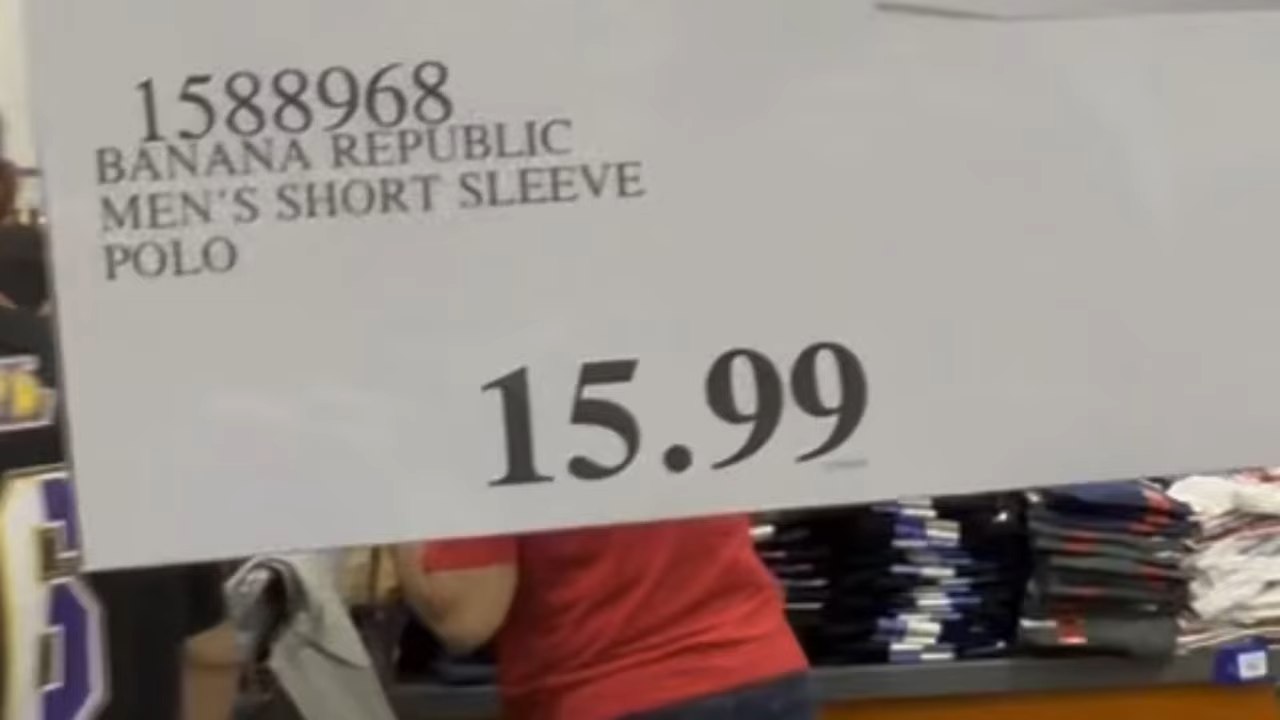 1588968
BANANA REPUBLIC
MEN'S SHORT SLEEVE
POLO
15.99